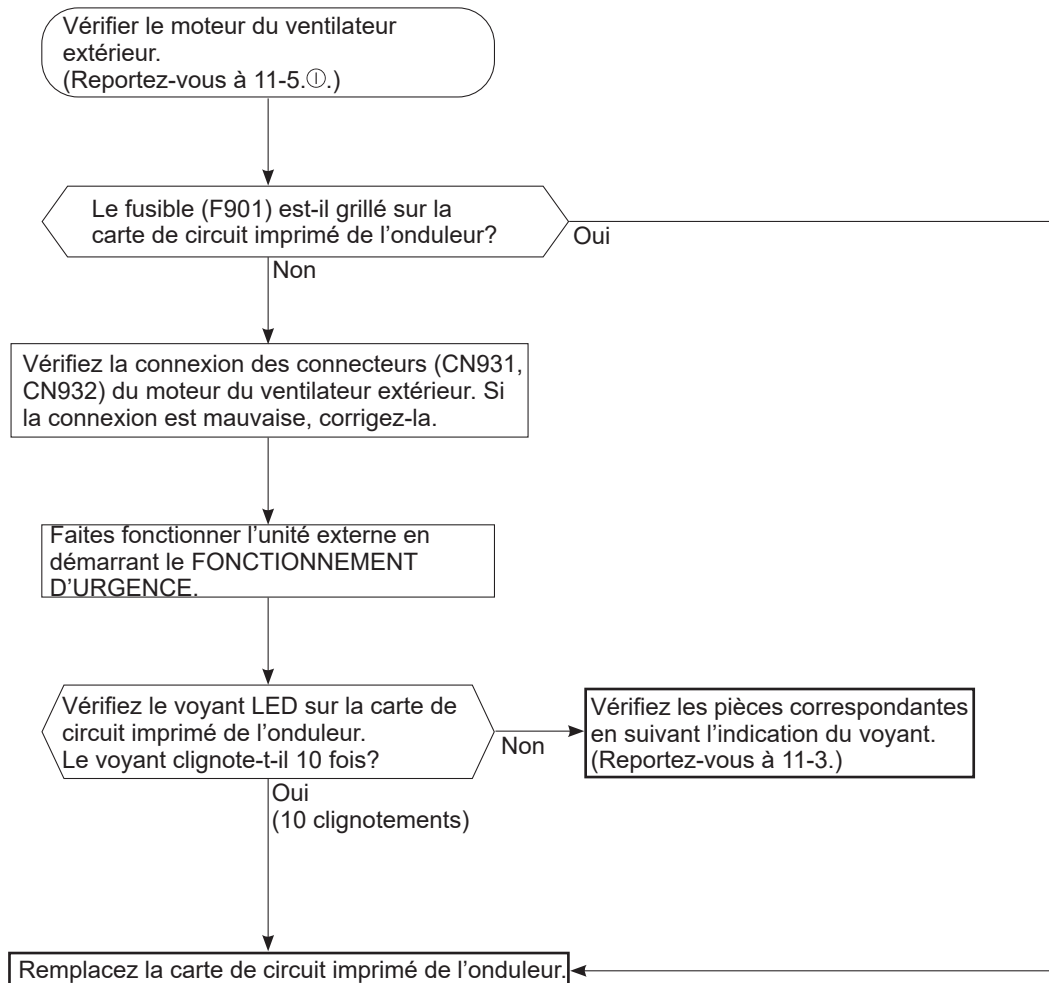 Vérifier le moteur du ventilateur
extérieur.
(Reportez-vous à 11-5.Ⓘ.)
Le fusible (F901) est-il grillé sur la
carte de circuit imprimé de l’onduleur?
Oui
Non
Vérifiez la connexion des connecteurs (CN931,
CN932) du moteur du ventilateur extérieur. Si
la connexion est mauvaise, corrigez-la.
Faites fonctionner l’unité externe en
démarrant le FONCTIONNEMENT
D’URGENCE.
Vérifiez le voyant LED sur la carte de
circuit imprimé de l’onduleur.
Le voyant clignote-t-il 10 fois?
Non
Vérifiez les pièces correspondantes
en suivant l’indication du voyant.
(Reportez-vous à 11-3.)
Oui
(10 clignotements)
Remplacez la carte de circuit imprimé de l’onduleur.